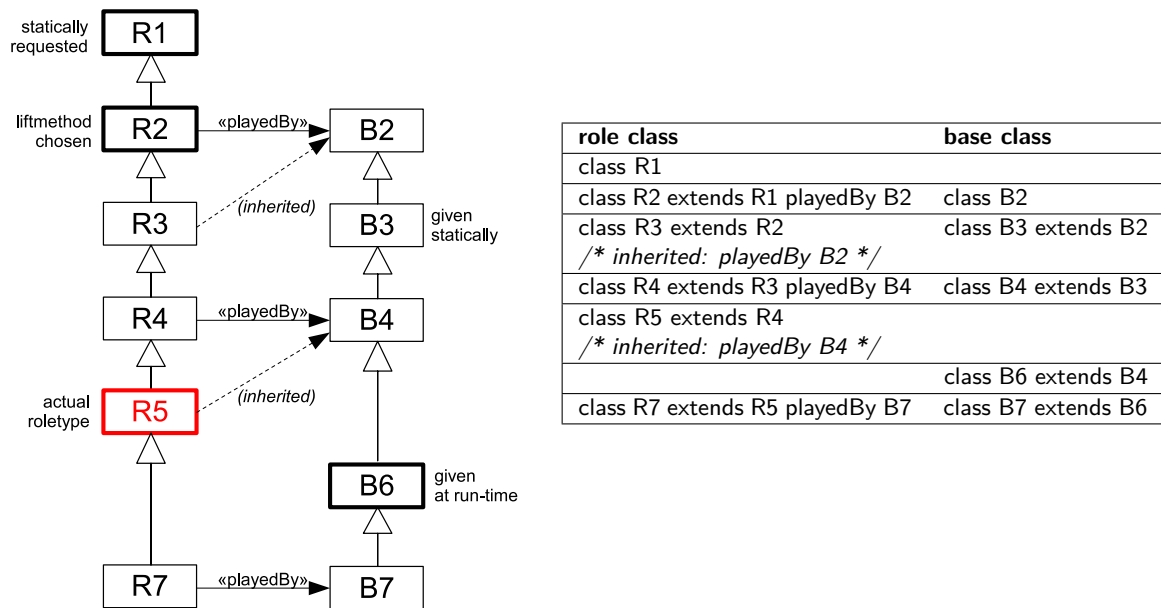 statically
requested
R1
liftmethod
chosen
R2
«playedBy»
B2
R3
(inherited)
B3
given
statically
R4
«playedBy»
B4
actual
roletype
R5
(inherited)
B6
given
at run-time
R7
«playedBy»
B7
role class base class
class R1
class R2 extends R1 playedBy B2 class B2
class R3 extends R2 class B3 extends B2
/* inherited: playedBy B2 */
class R4 extends R3 playedBy B4 class B4 extends B3
class R5 extends R4
/* inherited: playedBy B4 */
class B6 extends B4
class R7 extends R5 playedBy B7 class B7 extends B6